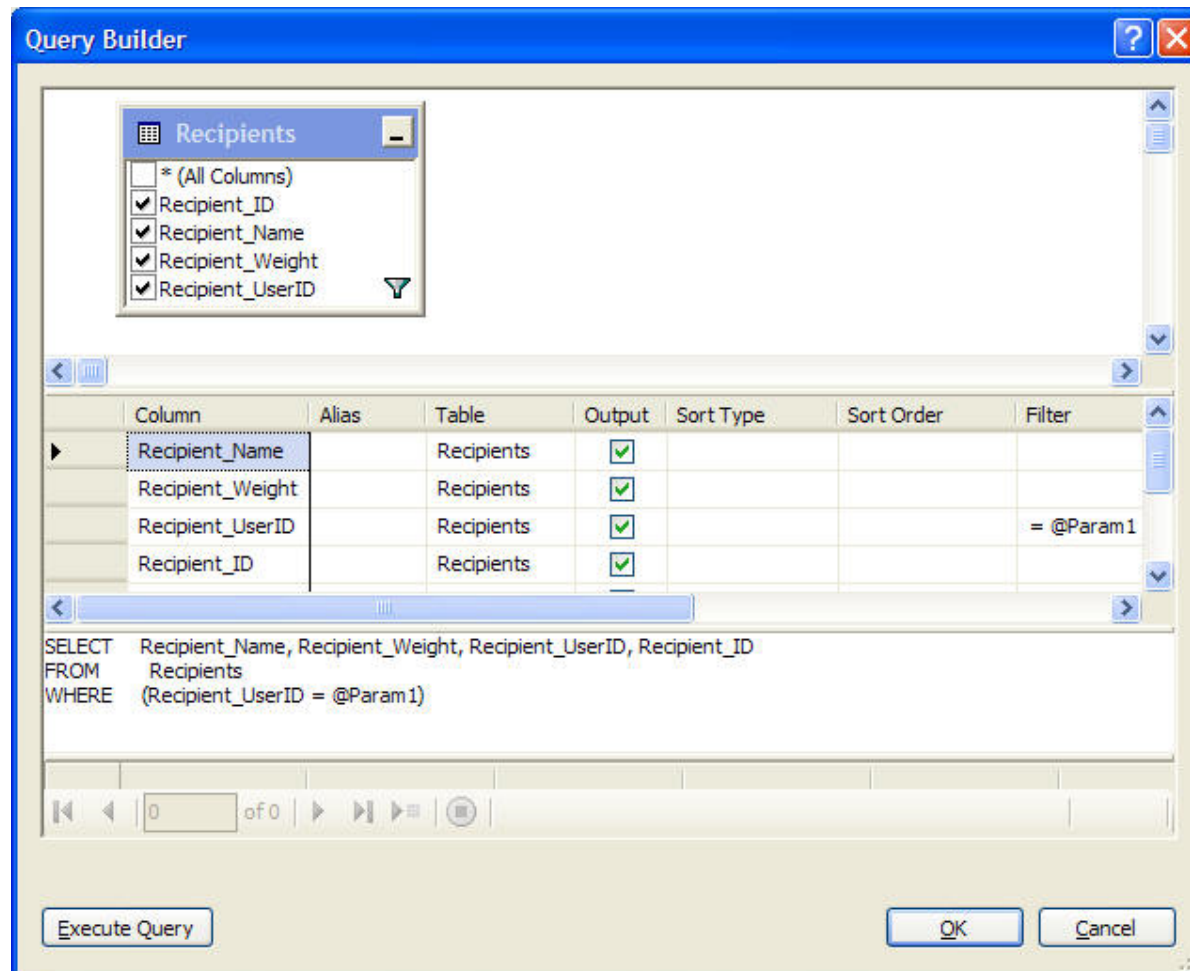 Query Builder
Recipients
* (All Columns)
Recipient_ID
Recipient_Name
Recipient_Weight
Recipient_UserID
Column Alias Table Output Sort Type Sort Order Filter
Recipient_Name Recipients
Recipient_Weight Recipients
Recipient_UserID Recipients = @Param1
Recipient_ID Recipients
SELECT Recipient_Name, Recipient_Weight, Recipient_UserID, Recipient_ID
FROM Recipients
WHERE (Recipient_UserID = @Param1)
0 of 0
Execute Query OK Cancel